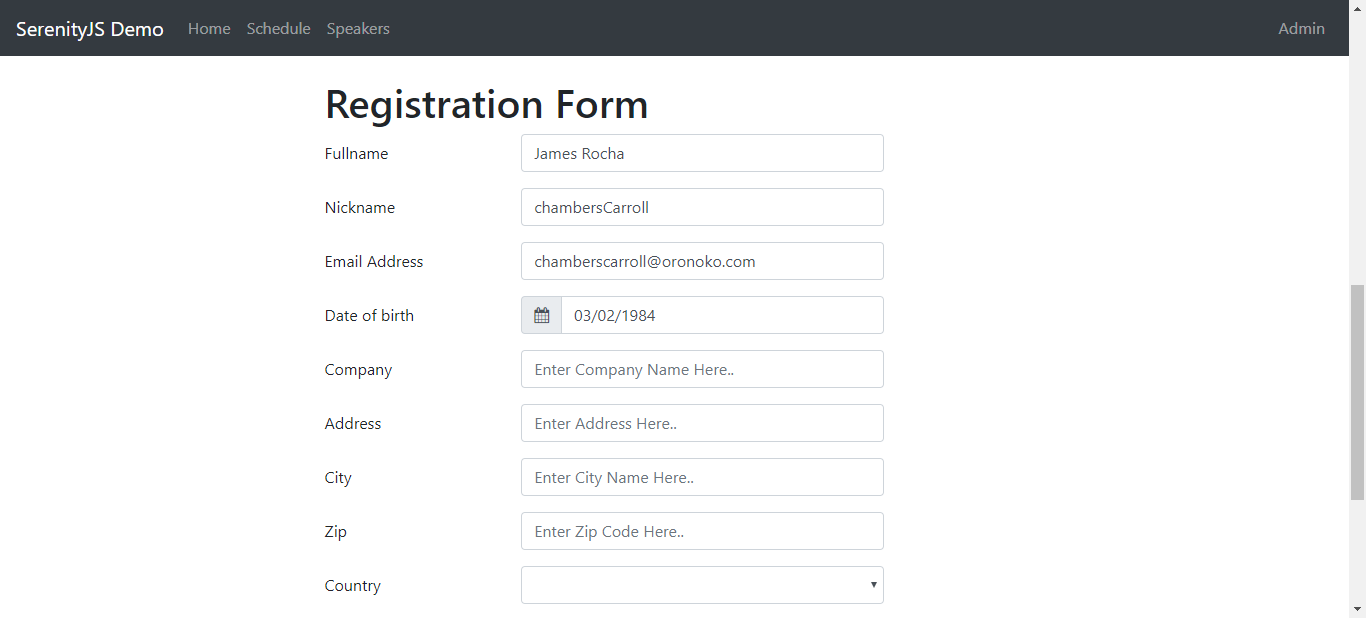 SerenityJS Demo Home Schedule Speakers Admin
Registration Form
Fullname James Rocha
Nickname chambersCarroll
Email Address chamberscarroll@oronoko.com
Date of birth 03/02/1984
Company Enter Company Name Here..
Address Enter Address Here..
City Enter City Name Here..
Zip Enter Zip Code Here..
Country